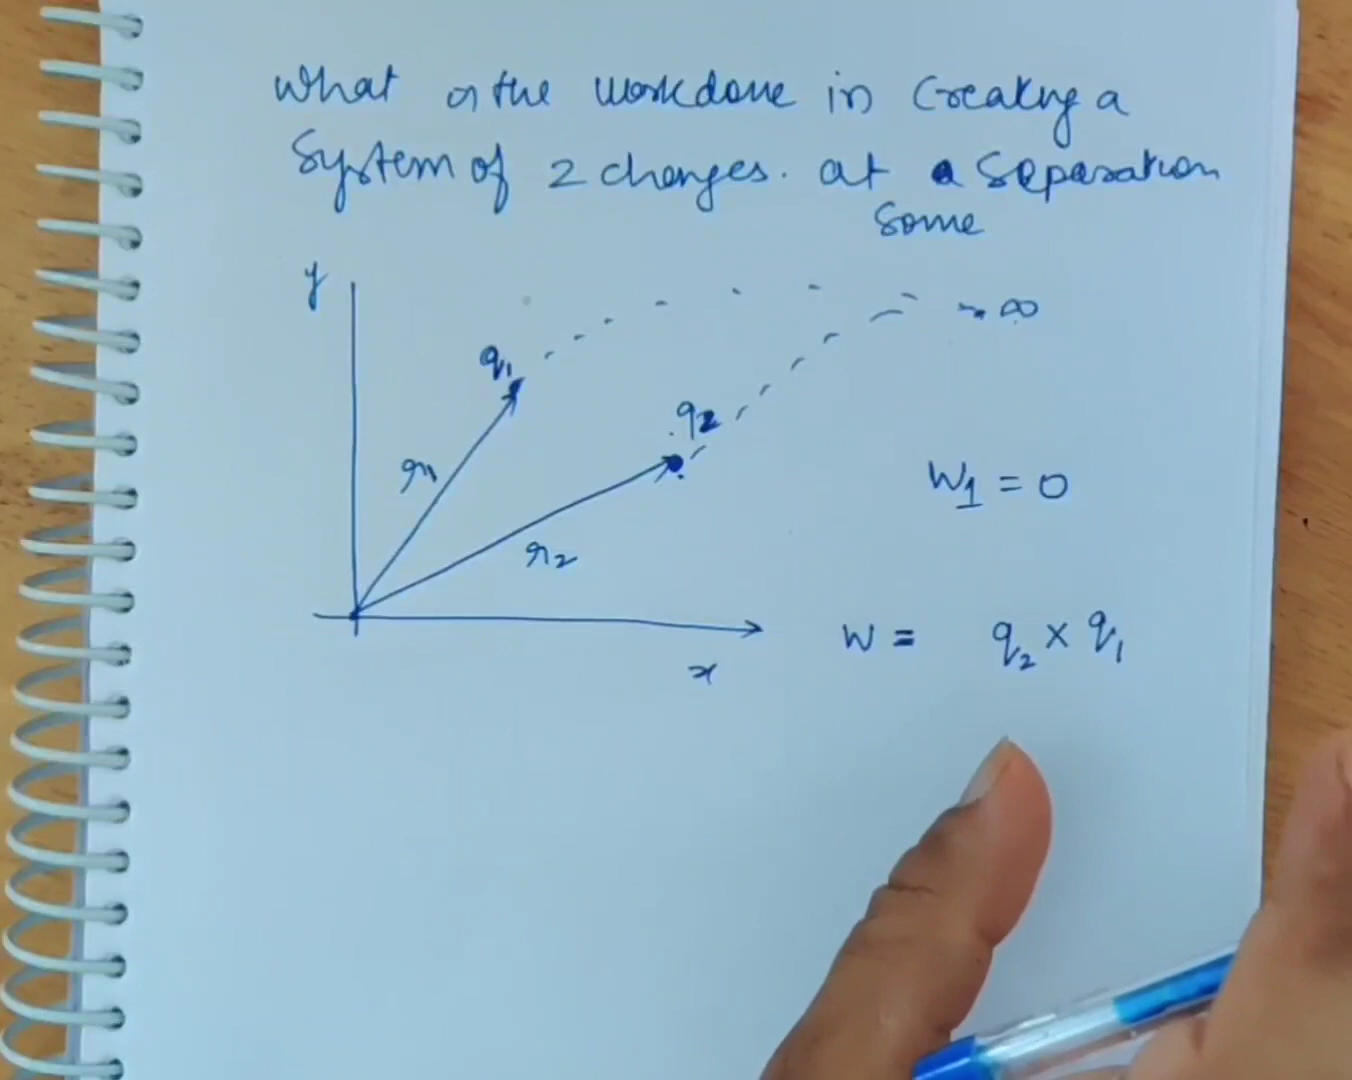 What is the workdone in Creating a
System of 2 charges. at a Separation
Some
y
q₁
∞
q₂
r₁
W₁ = 0
r₂
W = q₂ × q₁
x